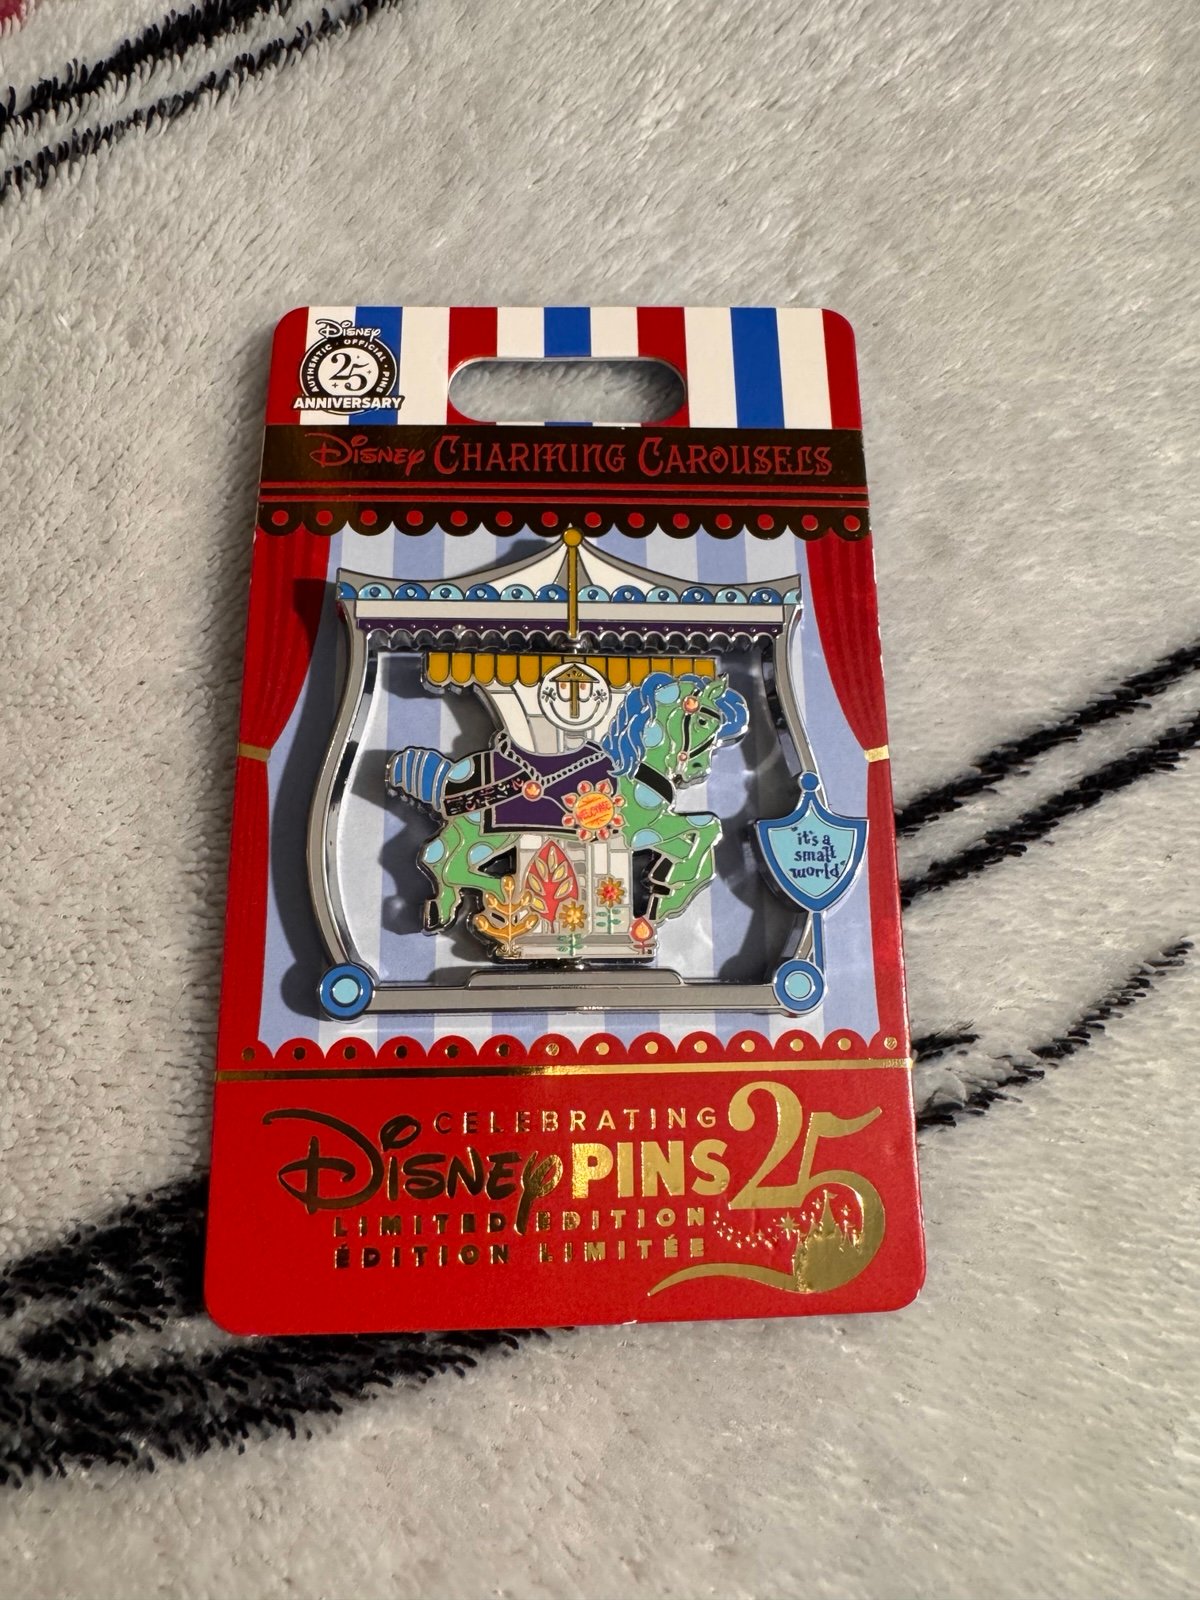 Disney
AUTHENTIC • OFFICIAL • PINS
25
ANNIVERSARY
Disney CHARMING CAROUSELS
WELCOME
"it's a
small
world"
CELEBRATING
Disney PINS 25
LIMITED EDITION
ÉDITION LIMITÉE